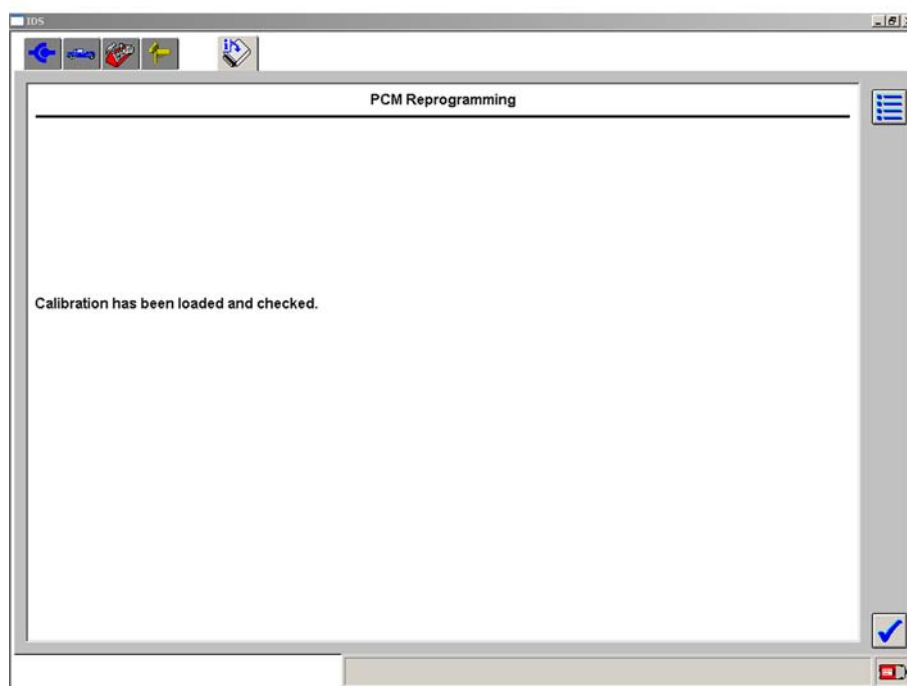 IDS
PCM Reprogramming
Calibration has been loaded and checked.